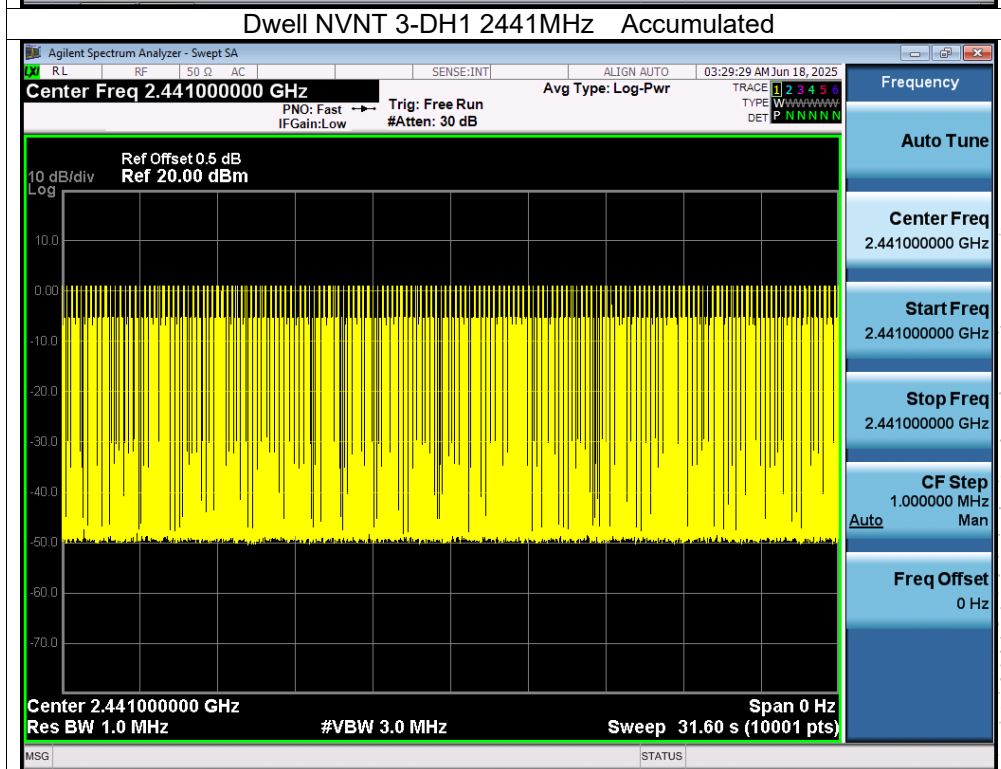 Dwell NVNT 3-DH1 2441MHz Accumulated
Agilent Spectrum Analyzer - Swept SA
LXI RL RF 50 Ω AC SENSE:INT ALIGN AUTO 03:29:29 AM Jun 18, 2025
Center Freq 2.441000000 GHz
PNO: Fast
IFGain:Low
Trig: Free Run
#Atten: 30 dB
Avg Type: Log-Pwr
TRACE 1 2 3 4 5 6
TYPE WWWWWWW
DET P N N N N N
Ref Offset 0.5 dB
10 dB/div Ref 20.00 dBm
Log
10.0
0.00
-10.0
-20.0
-30.0
-40.0
-50.0
-60.0
-70.0
Center 2.441000000 GHz Span 0 Hz
Res BW 1.0 MHz #VBW 3.0 MHz Sweep 31.60 s (10001 pts)
MSG STATUS
Frequency
Auto Tune
Center Freq
2.441000000 GHz
Start Freq
2.441000000 GHz
Stop Freq
2.441000000 GHz
CF Step
1.000000 MHz
Auto Man
Freq Offset
0 Hz